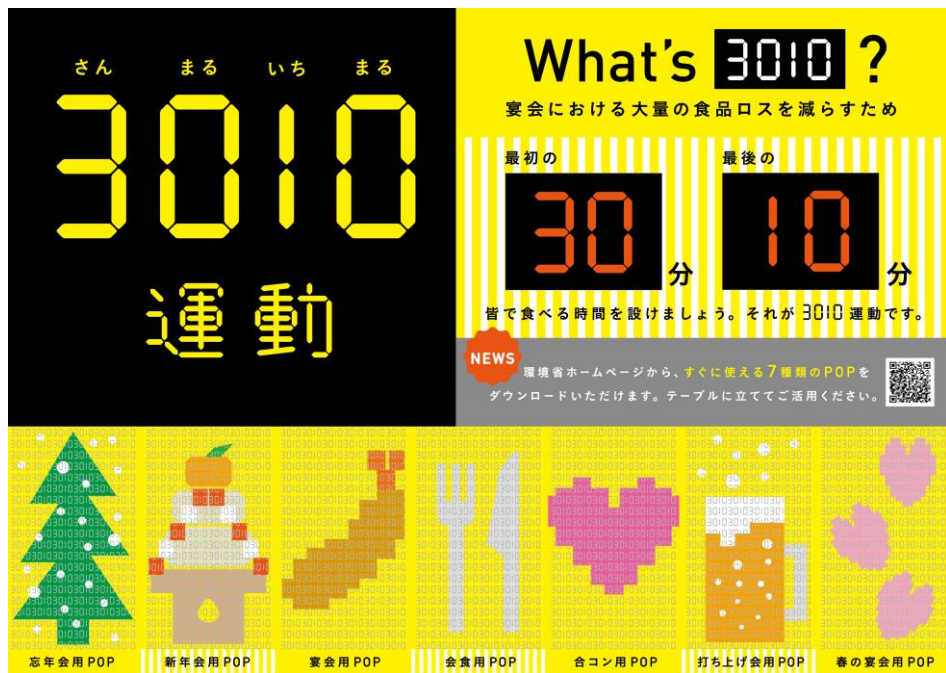 さん まる いち まる
3010
運動
What's 3010 ?
宴会における大量の食品ロスを減らすため
最初の
30分
最後の
10分
皆で食べる時間を設けましょう。それが 3010 運動です。
NEWS
環境省ホームページから、すぐに使える7種類のPOPを
ダウンロードいただけます。テーブルに立ててご活用ください。
忘年会用POP
新年会用POP
宴会用POP
会食用POP
合コン用POP
打ち上げ会用POP
春の宴会用POP